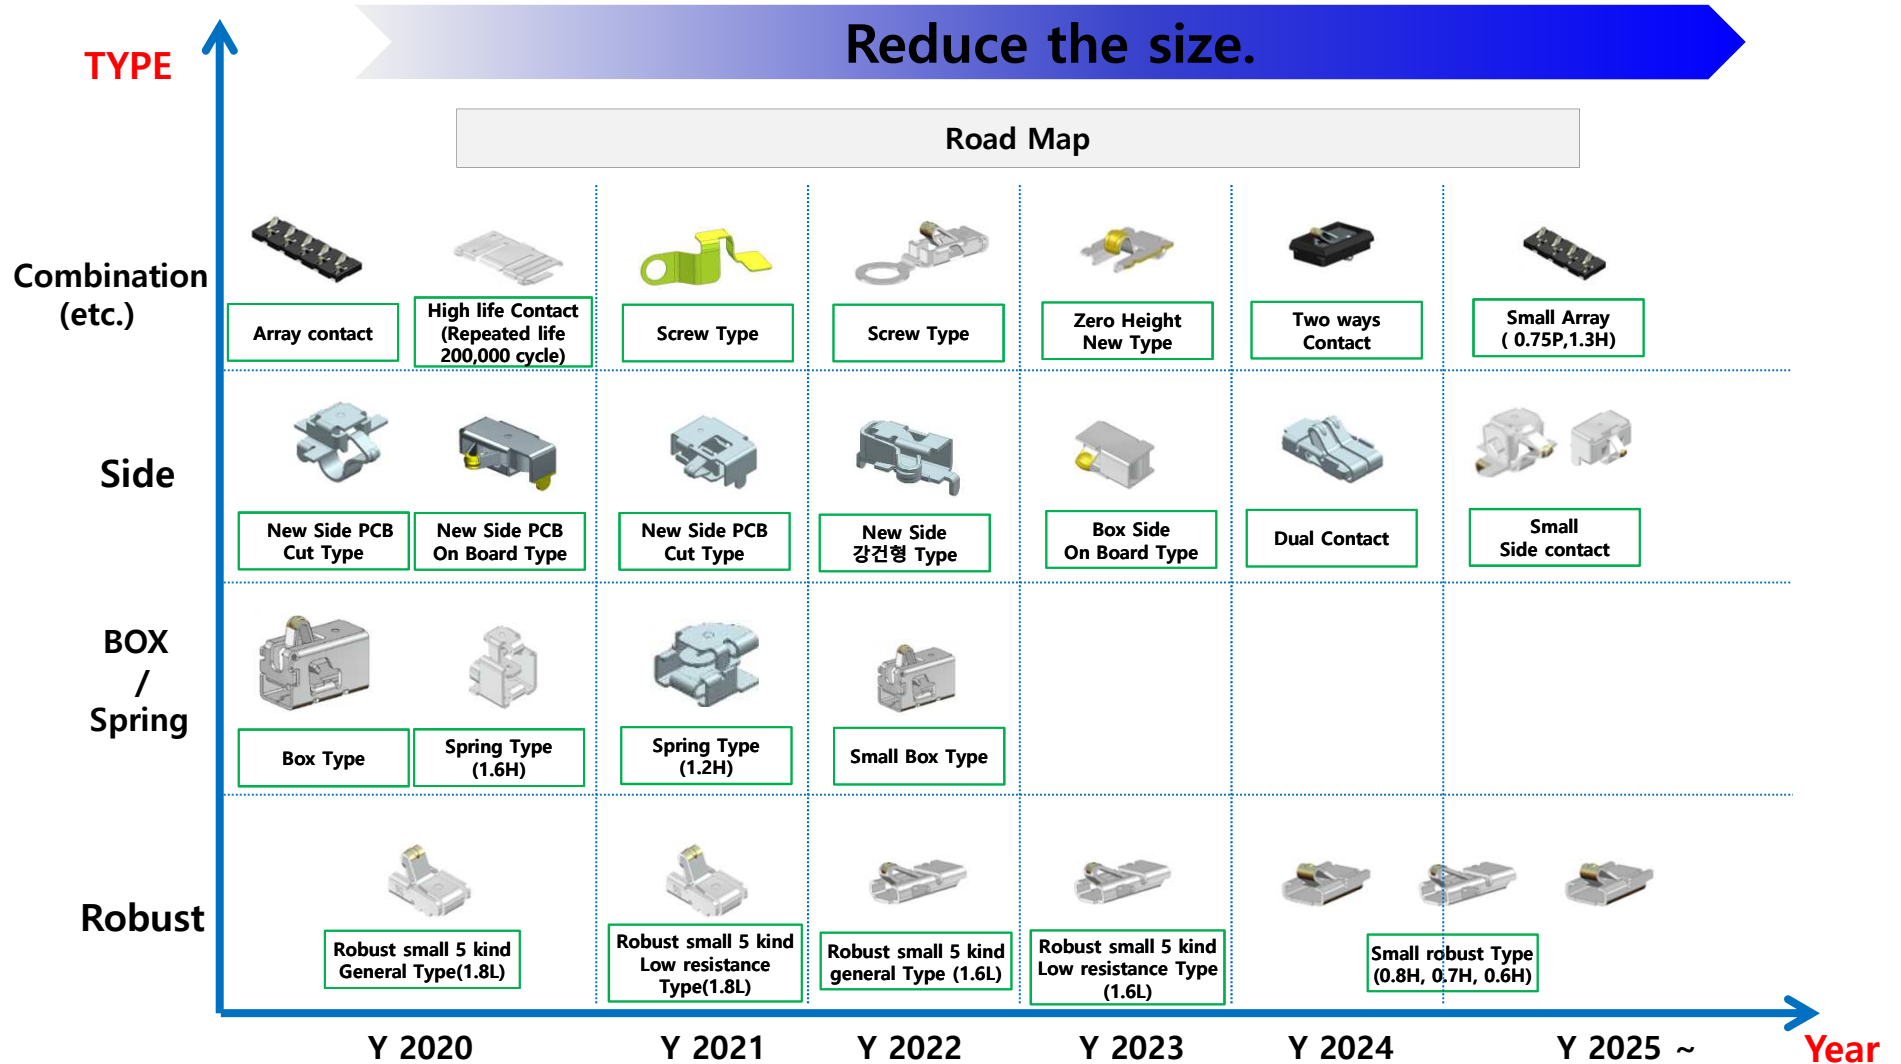 Reduce the size.
TYPE
Road Map
Combination
(etc.)
Array contact
High life Contact
(Repeated life
200,000 cycle)
Screw Type
Screw Type
Zero Height
New Type
Two ways
Contact
Small Array
( 0.75P,1.3H)
Side
New Side PCB
Cut Type
New Side PCB
On Board Type
New Side PCB
Cut Type
New Side
강건형 Type
Box Side
On Board Type
Dual Contact
Small
Side contact
BOX
/
Spring
Box Type
Spring Type
(1.6H)
Spring Type
(1.2H)
Small Box Type
Robust
Robust small 5 kind
General Type(1.8L)
Robust small 5 kind
Low resistance
Type(1.8L)
Robust small 5 kind
general Type (1.6L)
Robust small 5 kind
Low resistance Type
(1.6L)
Small robust Type
(0.8H, 0.7H, 0.6H)
Y 2020
Y 2021
Y 2022
Y 2023
Y 2024
Y 2025 ~
Year